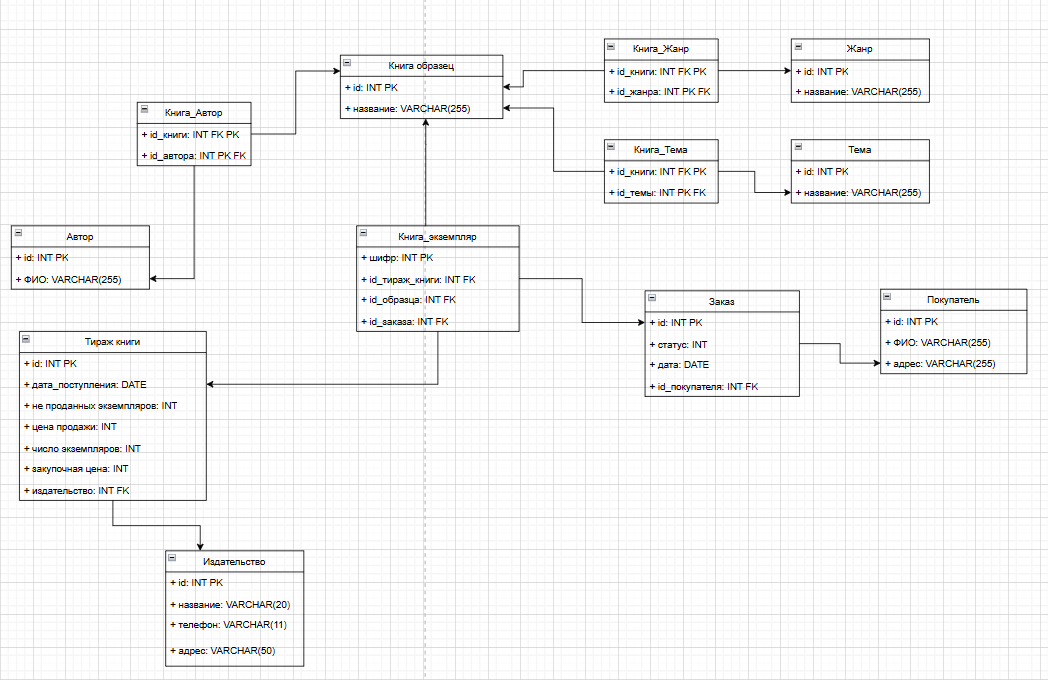 Книга образец
+ id: INT PK
+ название: VARCHAR(255)
Книга_Жанр
+ id_книги: INT FK PK
+ id_жанра: INT PK FK
Жанр
+ id: INT PK
+ название: VARCHAR(255)
Книга_Автор
+ id_книги: INT FK PK
+ id_автора: INT PK FK
Книга_Тема
+ id_книги: INT FK PK
+ id_темы: INT PK FK
Тема
+ id: INT PK
+ название: VARCHAR(255)
Автор
+ id: INT PK
+ ФИО: VARCHAR(255)
Книга_экземпляр
+ шифр: INT PK
+ id_тираж_книги: INT FK
+ id_образца: INT FK
+ id_заказа: INT FK
Заказ
+ id: INT PK
+ статус: INT
+ дата: DATE
+ id_покупателя: INT FK
Покупатель
+ id: INT PK
+ ФИО: VARCHAR(255)
+ адрес: VARCHAR(255)
Тираж книги
+ id: INT PK
+ дата_поступления: DATE
+ не проданных экземпляров: INT
+ цена продажи: INT
+ число экземпляров: INT
+ закупочная цена: INT
+ издательство: INT FK
Издательство
+ id: INT PK
+ название: VARCHAR(20)
+ телефон: VARCHAR(11)
+ адрес: VARCHAR(50)